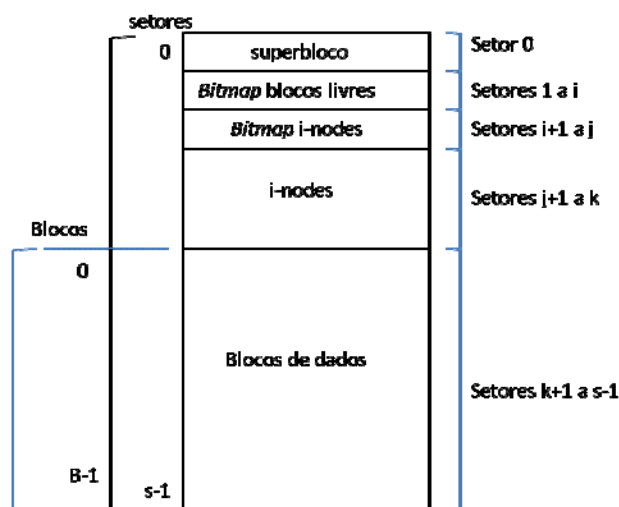 setores
0
superbloco
Setor 0
Bitmap blocos livres
Setores 1 a i
Bitmap i-nodes
Setores i+1 a j
i-nodes
Setores j+1 a k
Blocos
0
Blocos de dados
Setores k+1 a s-1
B-1
s-1